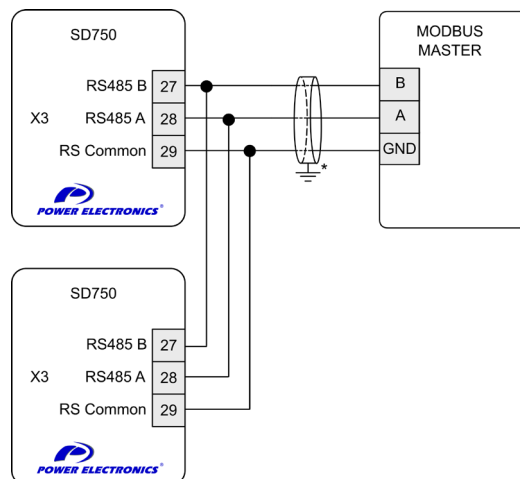 SD750
RS485 B 27
X3 RS485 A 28
RS Common 29
POWER ELECTRONICS®
MODBUS
MASTER
B
A
GND
*
SD750
RS485 B 27
X3 RS485 A 28
RS Common 29
POWER ELECTRONICS®